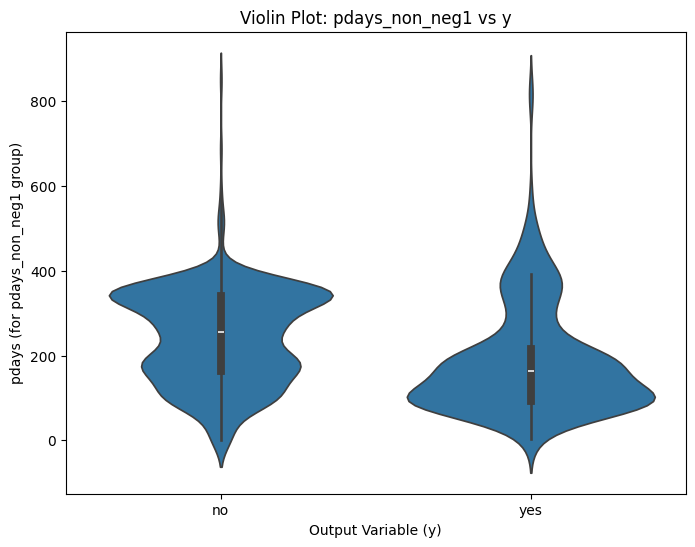 Violin Plot: pdays_non_neg1 vs y
pdays (for pdays_non_neg1 group)
800
600
400
200
0
no
yes
Output Variable (y)